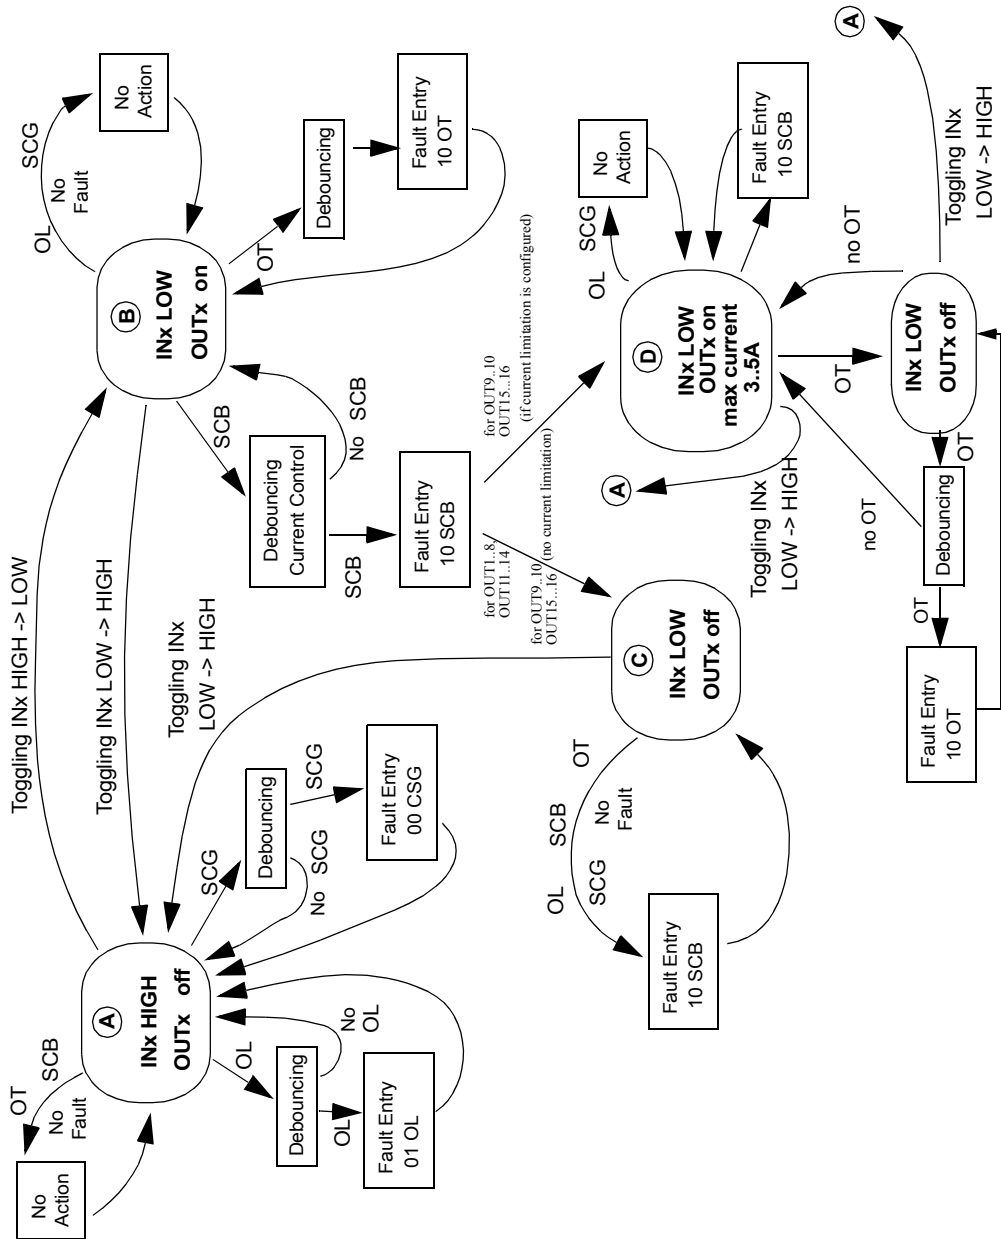 No
Action
OT
SCB
No
Fault
A
INx HIGH
OUTx off
OL
Debouncing
No
OL
OL
Fault Entry
01 OL
SCG
Debouncing
No SCG
SCG
Fault Entry
00 CSG
Toggling INx HIGH -> LOW
Toggling INx LOW -> HIGH
Toggling INx
LOW -> HIGH
B
INx LOW
OUTx on
OL
No
Fault
SCG
No
Action
OT
Debouncing
Fault Entry
10 OT
SCB
Debouncing
Current Control
No SCB
SCB
Fault Entry
10 SCB
for OUT1..8,
OUT11..14
for OUT9..10
OUT15...16 (no current limitation)
for OUT9..10
OUT15...16
(if current limitation is configured)
C
INx LOW
OUTx off
OL
SCB
OT
SCG
No
Fault
Fault Entry
10 SCB
D
INx LOW
OUTx on
max current
3..5A
OL
SCG
No
Action
Fault Entry
10 SCB
A
Toggling INx
LOW -> HIGH
OT
no OT
INx LOW
OUTx off
Toggling INx
LOW -> HIGH
A
OT
Debouncing
no OT
OT
Fault Entry
10 OT